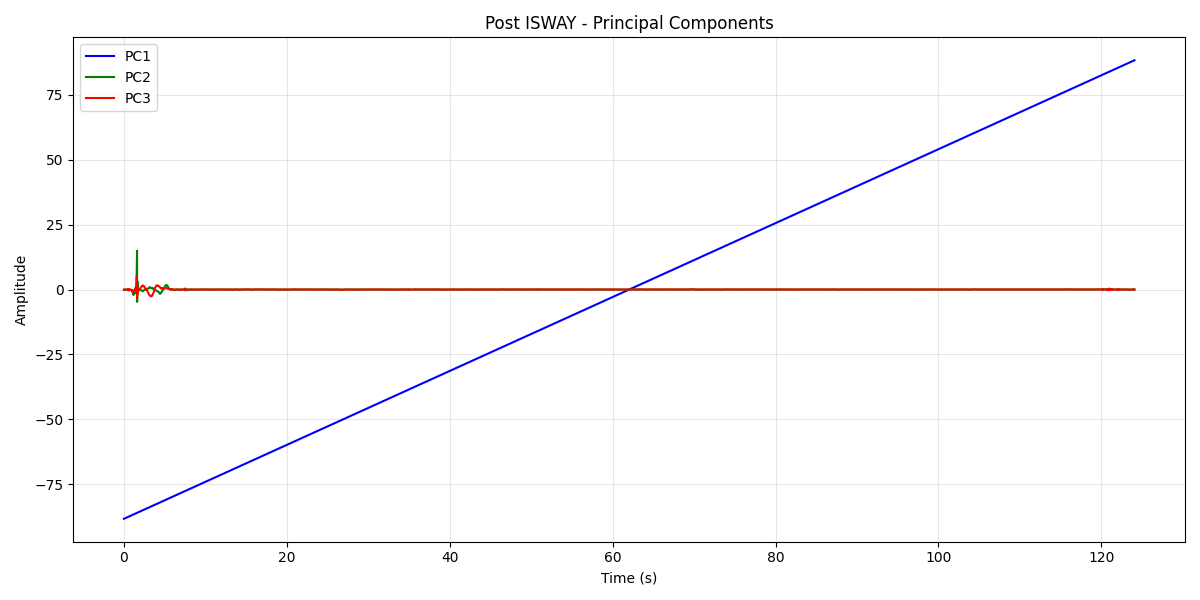 Post ISWAY - Principal Components
PC1
PC2
PC3
75
50
25
0
−25
−50
−75
Amplitude
0 20 40 60 80 100 120
Time (s)